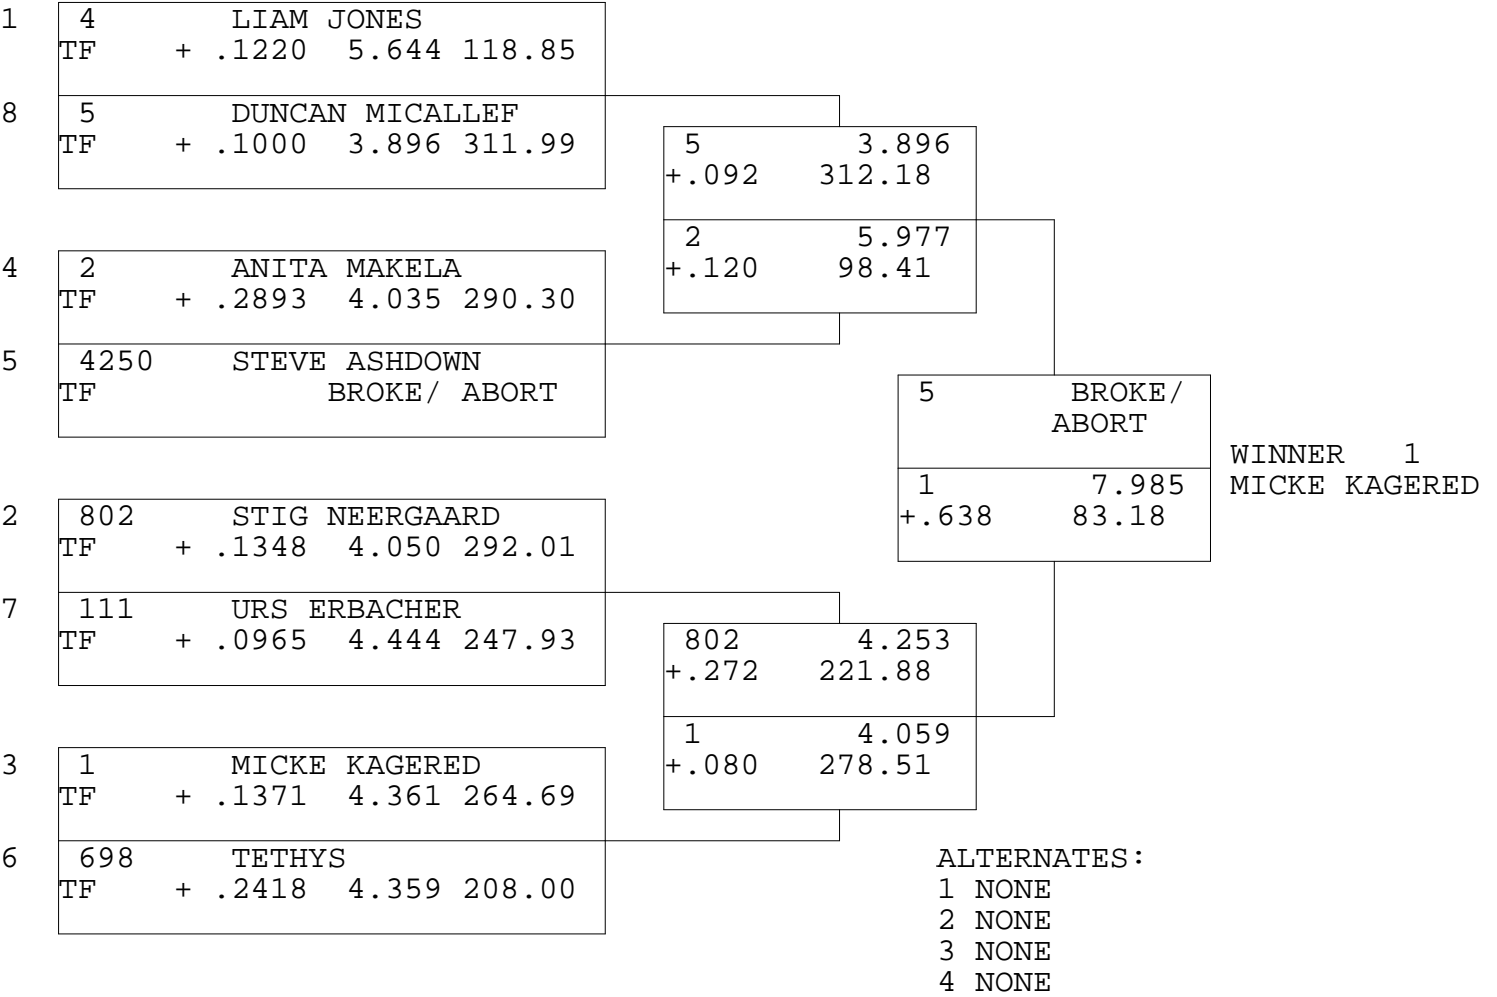 1 4 LIAM JONES
TF + .1220 5.644 118.85
8 5 DUNCAN MICALLEF
TF + .1000 3.896 311.99
5 3.896
+.092 312.18
2 5.977
+.120 98.41
4 2 ANITA MAKELA
TF + .2893 4.035 290.30
5 4250 STEVE ASHDOWN
TF BROKE/ ABORT
5 BROKE/
ABORT
1 7.985
+.638 83.18
WINNER 1
MICKE KAGERED
2 802 STIG NEERGAARD
TF + .1348 4.050 292.01
7 111 URS ERBACHER
TF + .0965 4.444 247.93
802 4.253
+.272 221.88
1 4.059
+.080 278.51
3 1 MICKE KAGERED
TF + .1371 4.361 264.69
6 698 TETHYS
TF + .2418 4.359 208.00
ALTERNATES:
1 NONE
2 NONE
3 NONE
4 NONE